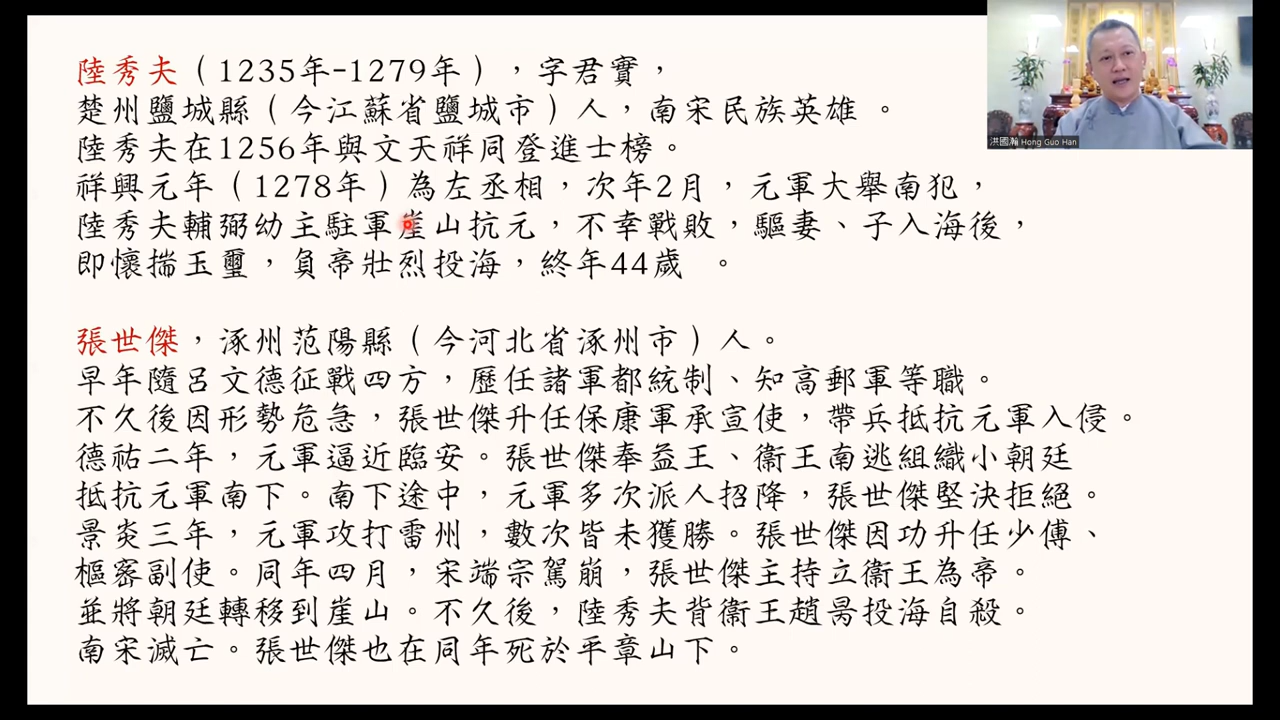 陸秀夫（1235年-1279年），字君實，
楚州鹽城縣（今江蘇省鹽城市）人，南宋民族英雄 。
陸秀夫在1256年與文天祥同登進士榜。
祥興元年（1278年）為左丞相，次年2月，元軍大舉南犯，
陸秀夫輔弼幼主駐軍崖山抗元，不幸戰敗，驅妻、子入海後，
即懷揣玉璽，負帝壯烈投海，終年44歲 。
張世傑，涿州范陽縣（今河北省涿州市）人。
早年隨呂文德征戰四方，歷任諸軍都統制、知高郵軍等職。
不久後因形勢危急，張世傑升任保康軍承宣使，帶兵抵抗元軍入侵。
德祐二年，元軍逼近臨安。張世傑奉益王、衞王南逃組織小朝廷
抵抗元軍南下。南下途中，元軍多次派人招降，張世傑堅決拒絕。
景炎三年，元軍攻打雷州，數次皆未獲勝。張世傑因功升任少傅、
樞密副使。同年四月，宋端宗駕崩，張世傑主持立衞王為帝。
並將朝廷轉移到崖山。不久後，陸秀夫背衞王趙昺投海自殺。
南宋滅亡。張世傑也在同年死於平章山下。
洪國瀚 Hong Guo Han